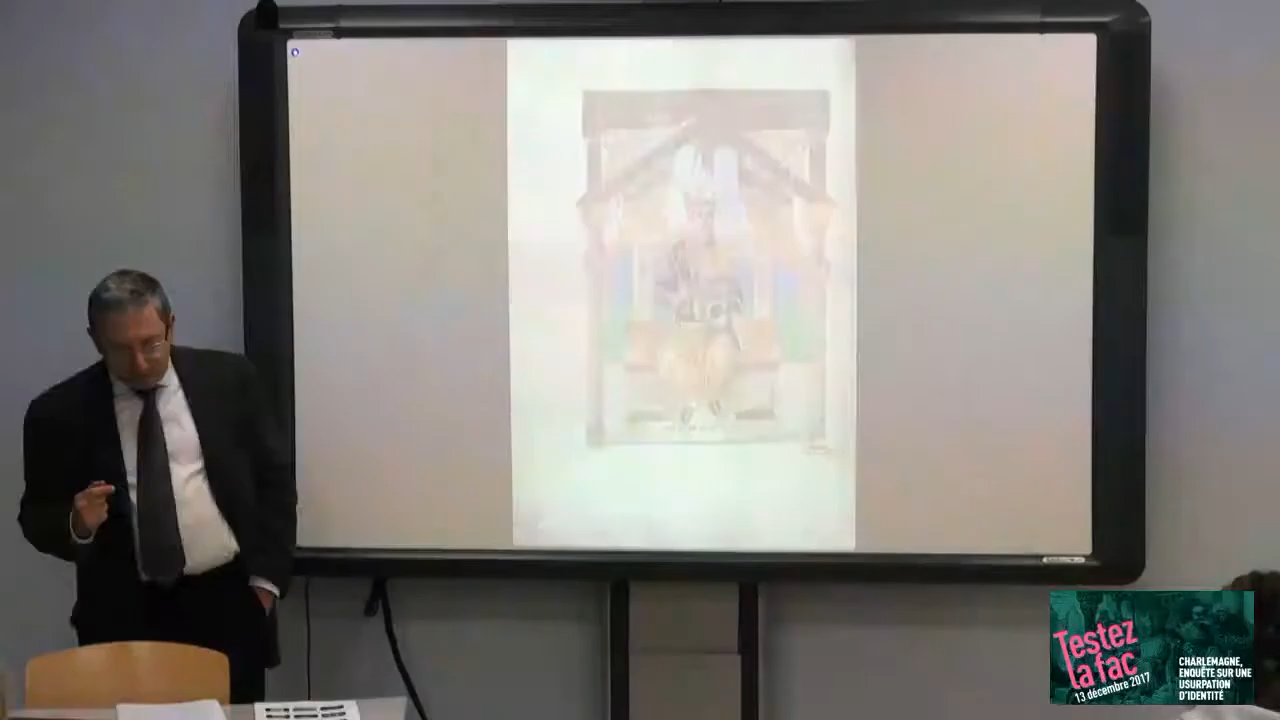 Testez
la fac
13 décembre 2017
CHARLEMAGNE,
ENQUÊTE SUR UNE
USURPATION
D'IDENTITÉ